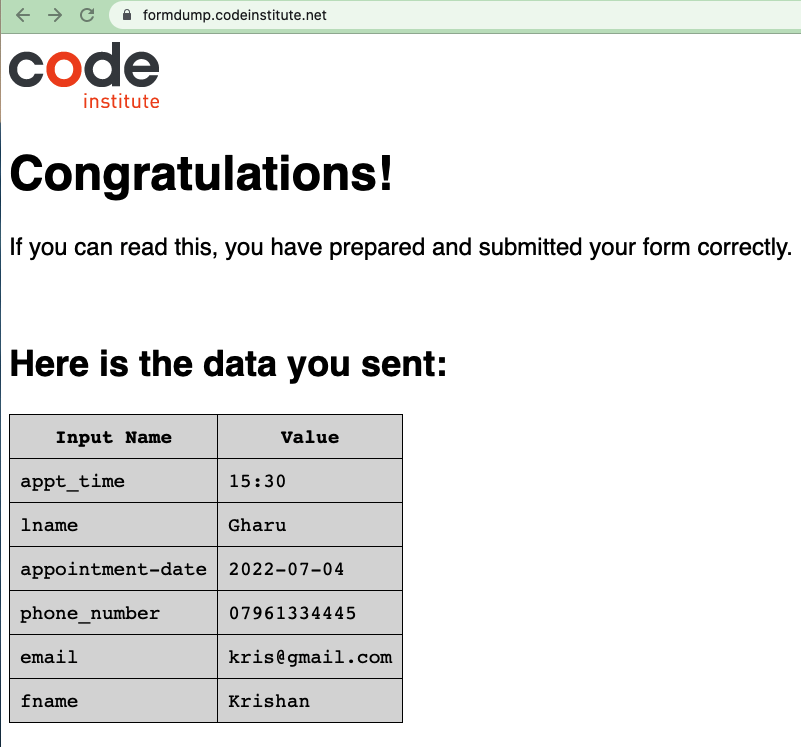 formdump.codeinstitute.net
code
institute
Congratulations!
If you can read this, you have prepared and submitted your form correctly.
Here is the data you sent:
Input Name Value
appt_time 15:30
lname Gharu
appointment-date 2022-07-04
phone_number 07961334445
email kris@gmail.com
fname Krishan